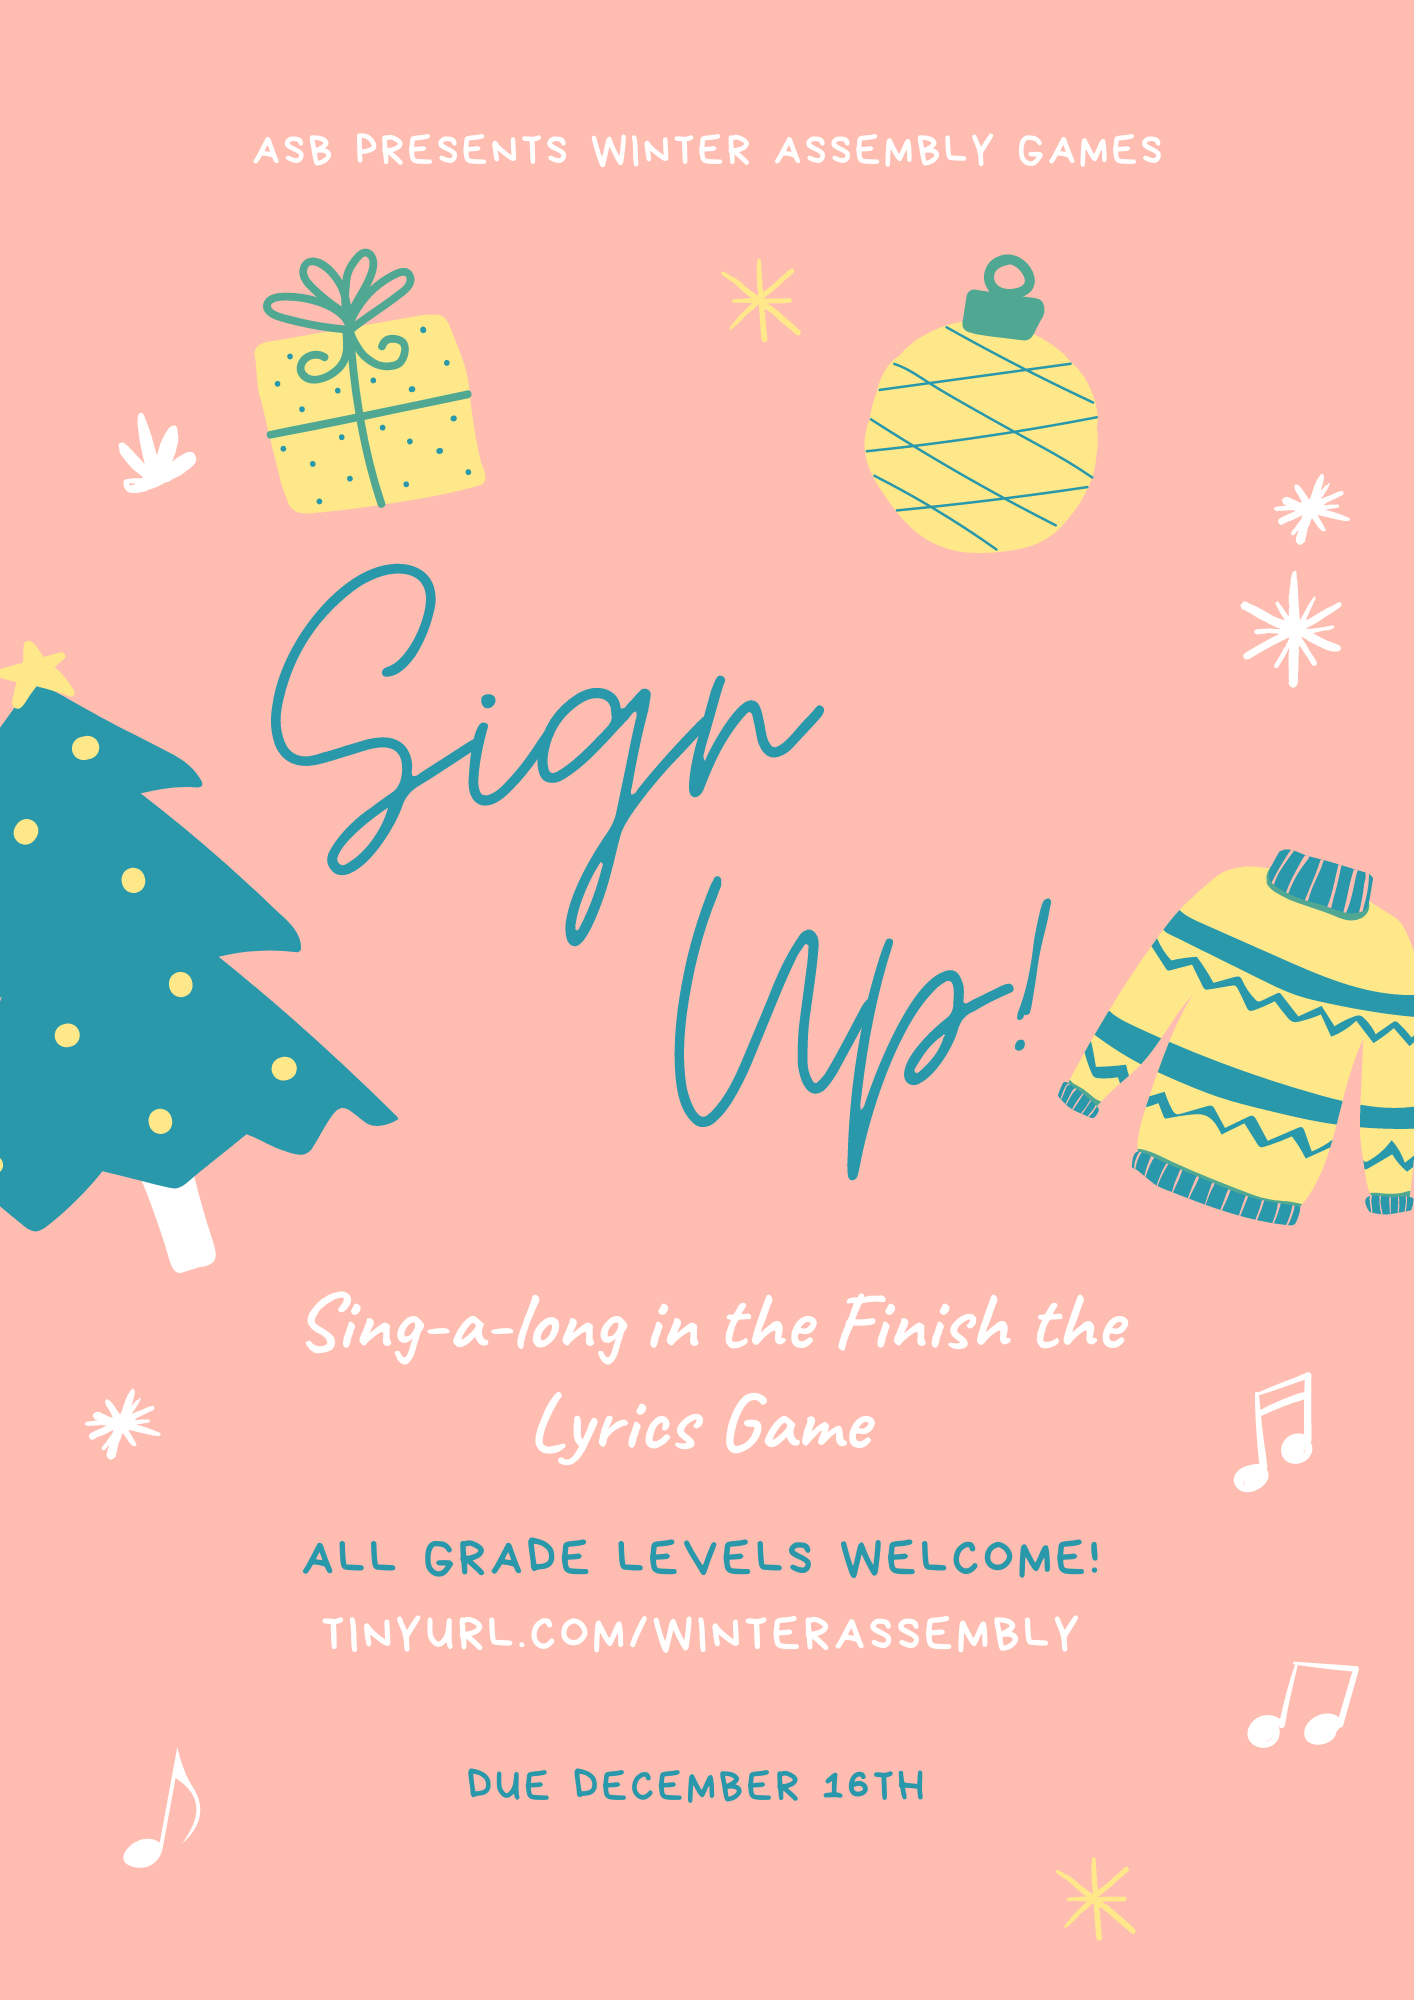 ASB PRESENTS WINTER ASSEMBLY GAMES
Sign
Up!
Sing-a-long in the Finish the
Lyrics Game
ALL GRADE LEVELS WELCOME!
TINYURL.COM/WINTERASSEMBLY
DUE DECEMBER 16TH